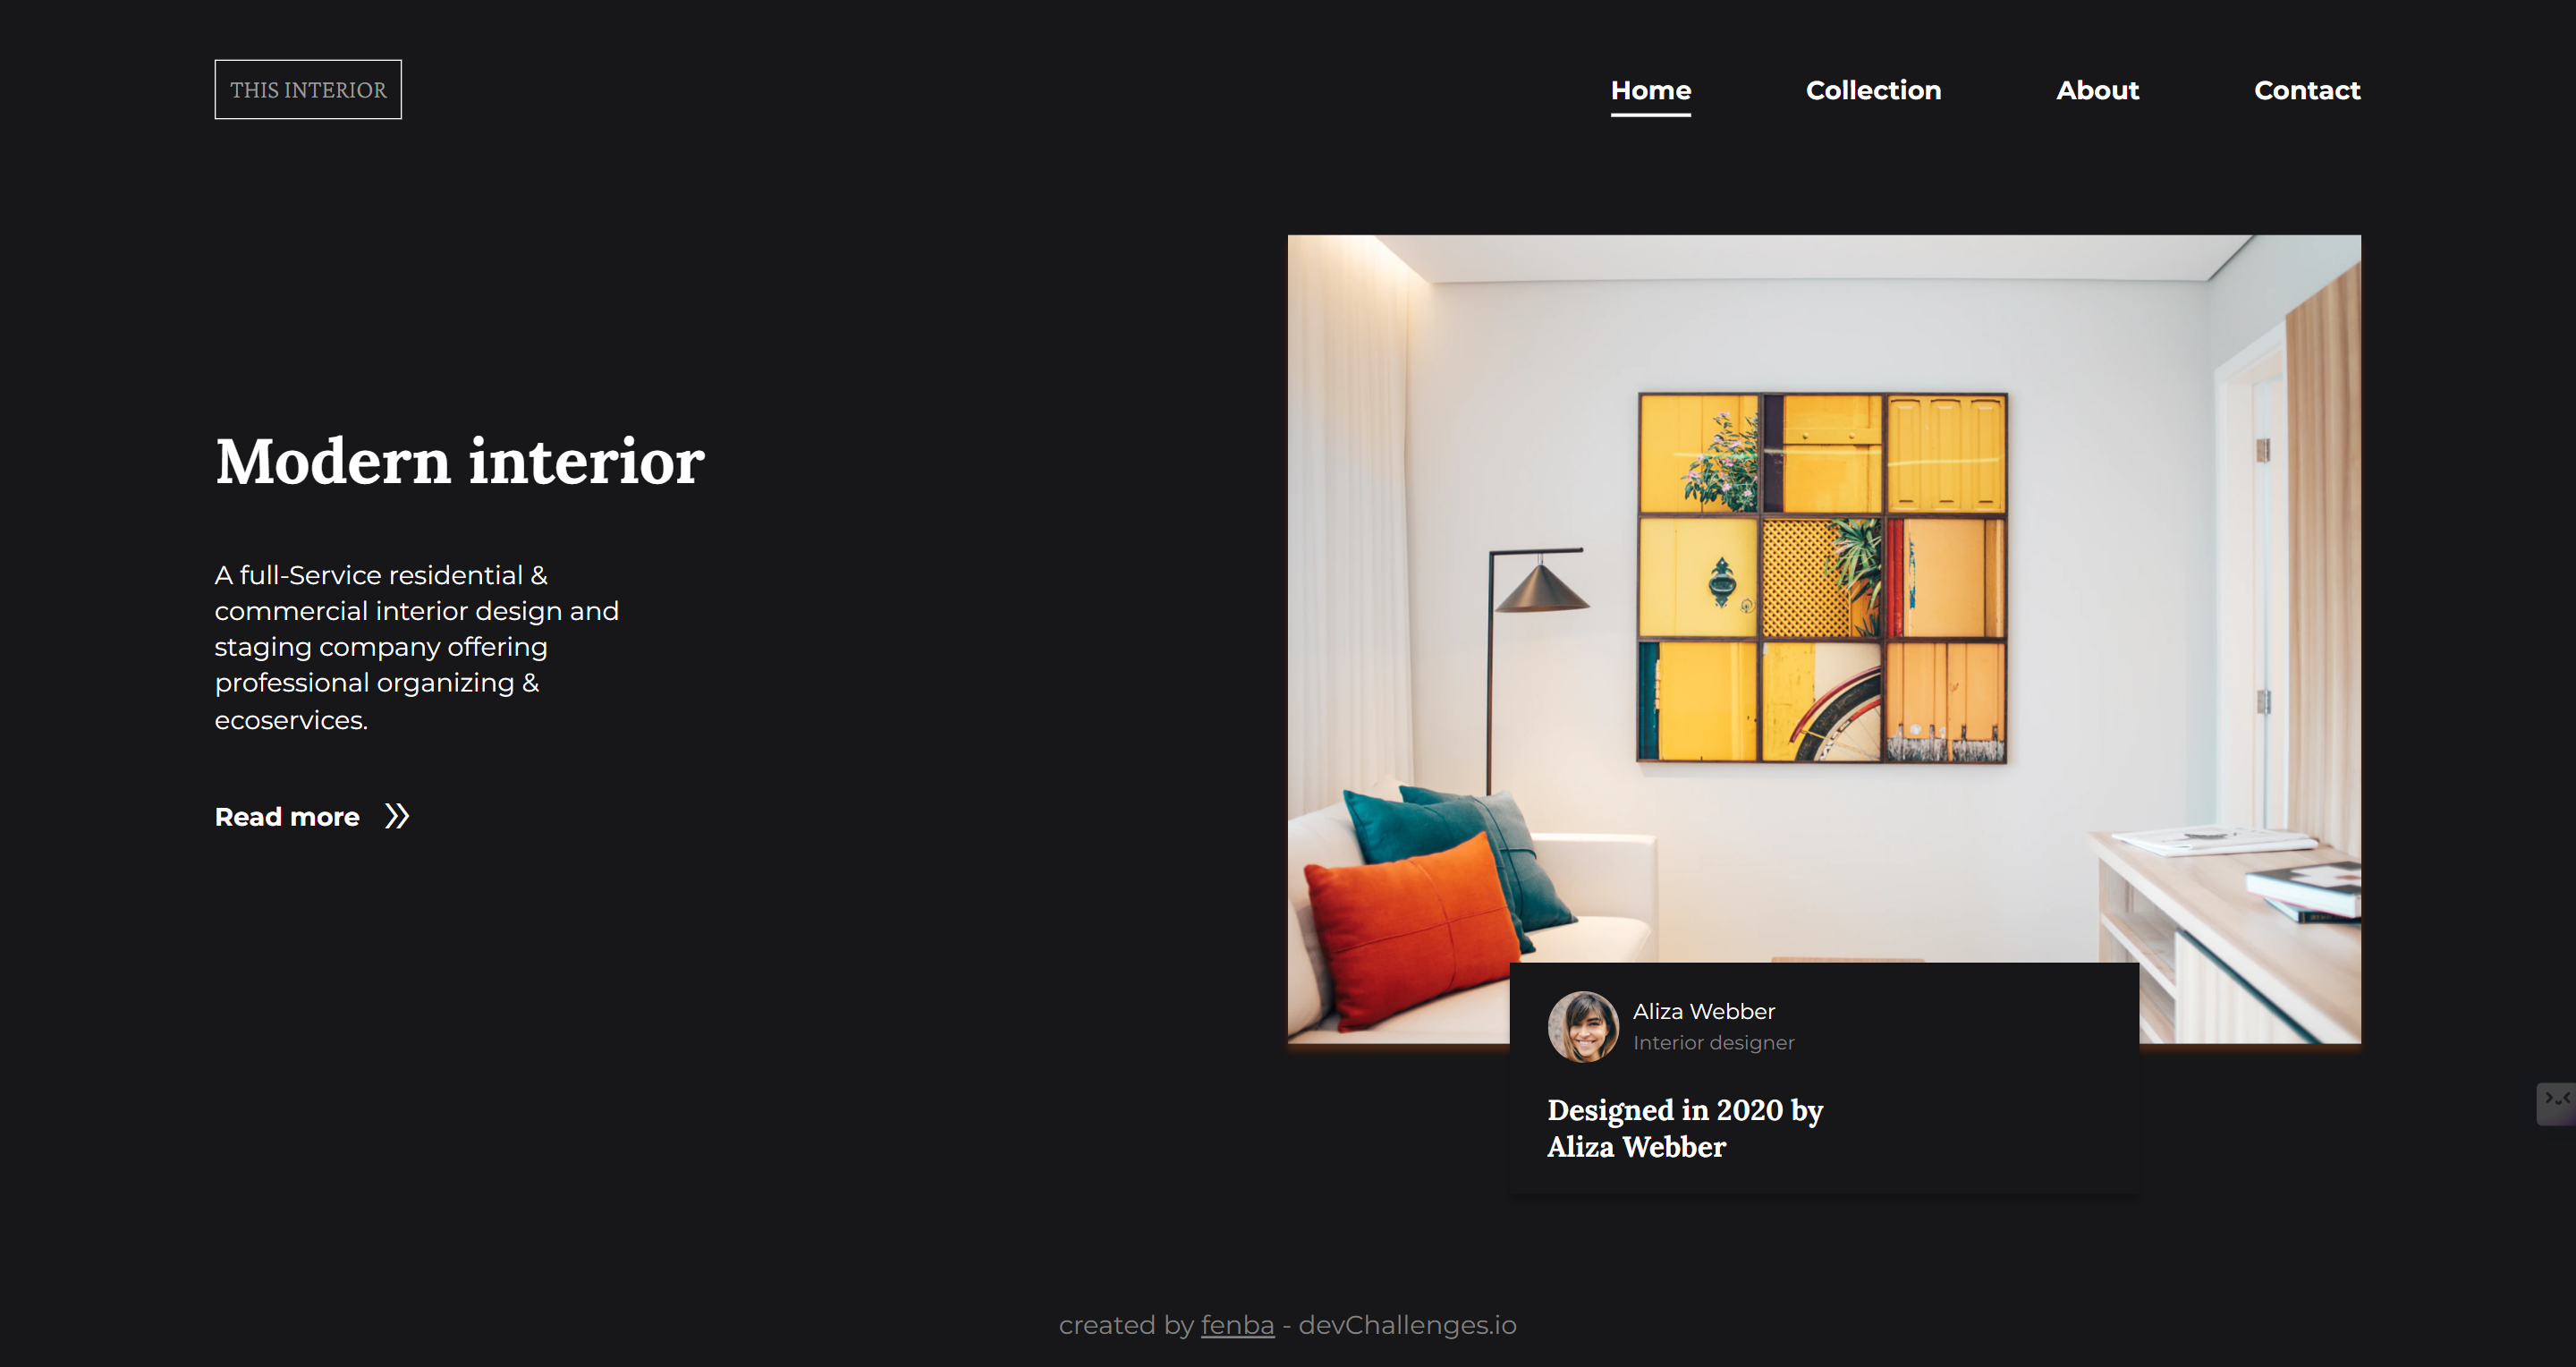 THIS INTERIOR
Home
Collection
About
Contact
Modern interior
A full-Service residential &
commercial interior design and
staging company offering
professional organizing &
ecoservices.
Read more
Aliza Webber
Interior designer
Designed in 2020 by
Aliza Webber
created by fenba - devChallenges.io